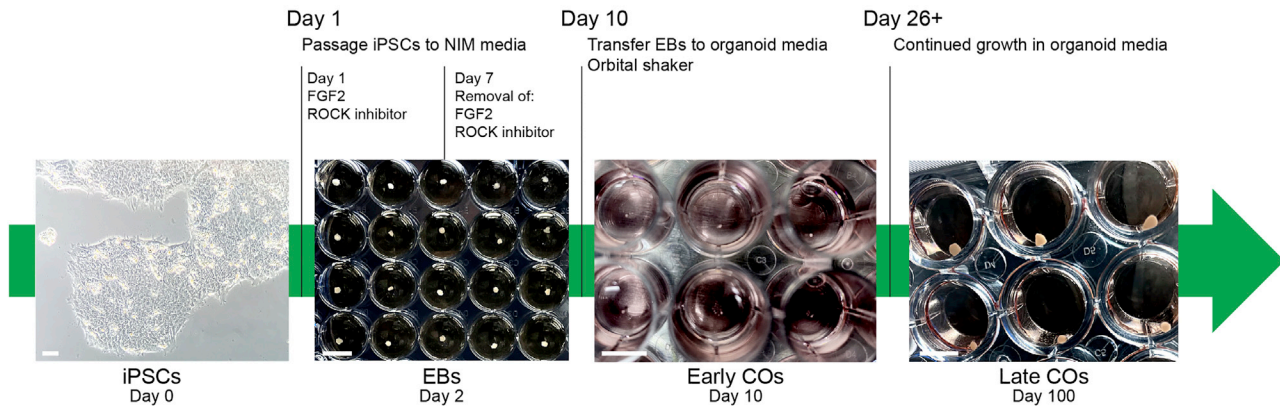 Day 1
Passage iPSCs to NIM media
Day 1
FGF2
ROCK inhibitor
Day 7
Removal of:
FGF2
ROCK inhibitor
Day 10
Transfer EBs to organoid media
Orbital shaker
Day 26+
Continued growth in organoid media
C3
D4
D2
C2
iPSCs
Day 0
EBs
Day 2
Early COs
Day 10
Late COs
Day 100